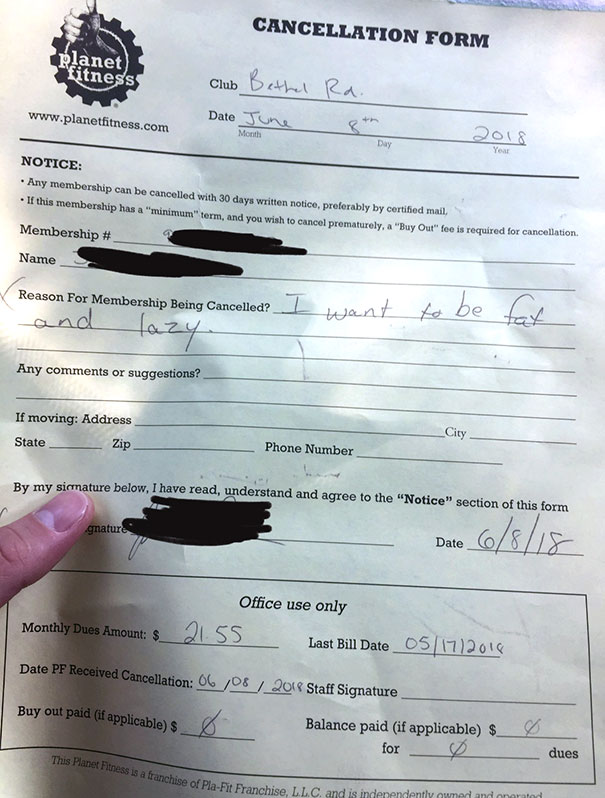 planet
fitness
www.planetfitness.com
CANCELLATION FORM
Club Bethel Rd.
Date June 8th 2018
Month Day Year
NOTICE:
• Any membership can be cancelled with 30 days written notice, preferably by certified mail.
• If this membership has a "minimum" term, and you wish to cancel prematurely, a "Buy Out" fee is required for cancellation.
Membership #
Name
Reason For Membership Being Cancelled? I want to be fat
and lazy.
Any comments or suggestions?
If moving: Address City
State Zip Phone Number
By my signature below, I have read, understand and agree to the "Notice" section of this form
gnature Date 6/8/18
Office use only
Monthly Dues Amount: $ 21.55 Last Bill Date 05/17/2018
Date PF Received Cancellation: 06/08/2018 Staff Signature
Buy out paid (if applicable) $ Ø Balance paid (if applicable) $ Ø
for Ø dues
This Planet Fitness is a franchise of Pla-Fit Franchise, L.L.C. and is independently owned and operated